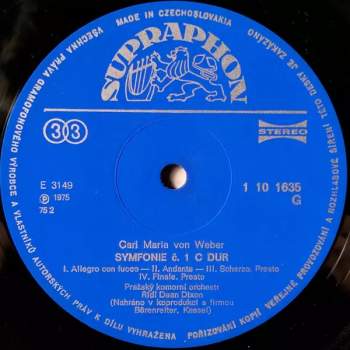 MADE IN CZECHOSLOVAKIA
VŠECHNA PRÁVA GRAMOFONOVÉHO VÝROBCE A VLASTNÍKŮ AUTORSKÝCH PRÁV K DÍLU VYHRAŽENA.
POŘIZOVÁNÍ KOPIÍ, VEŘEJNÉ PROVOZOVÁNÍ A ROZHLASOVÉ ŠÍŘENÍ TÉTO DESKY JE ZAKÁZÁNO
SUPRAPHON
33
STEREO
E 3149
℗ 1975
75 2
1 10 1635
G
Carl Maria von Weber
SYMFONIE č. 1 C DUR
I. Allegro con fuoco – II. Andante – III. Scherzo. Presto
IV. Finale. Presto
Pražský komorní orchestr
Řídí Dean Dixon
(Nahráno v koprodukci s firmou
Bärenreiter, Kassel)